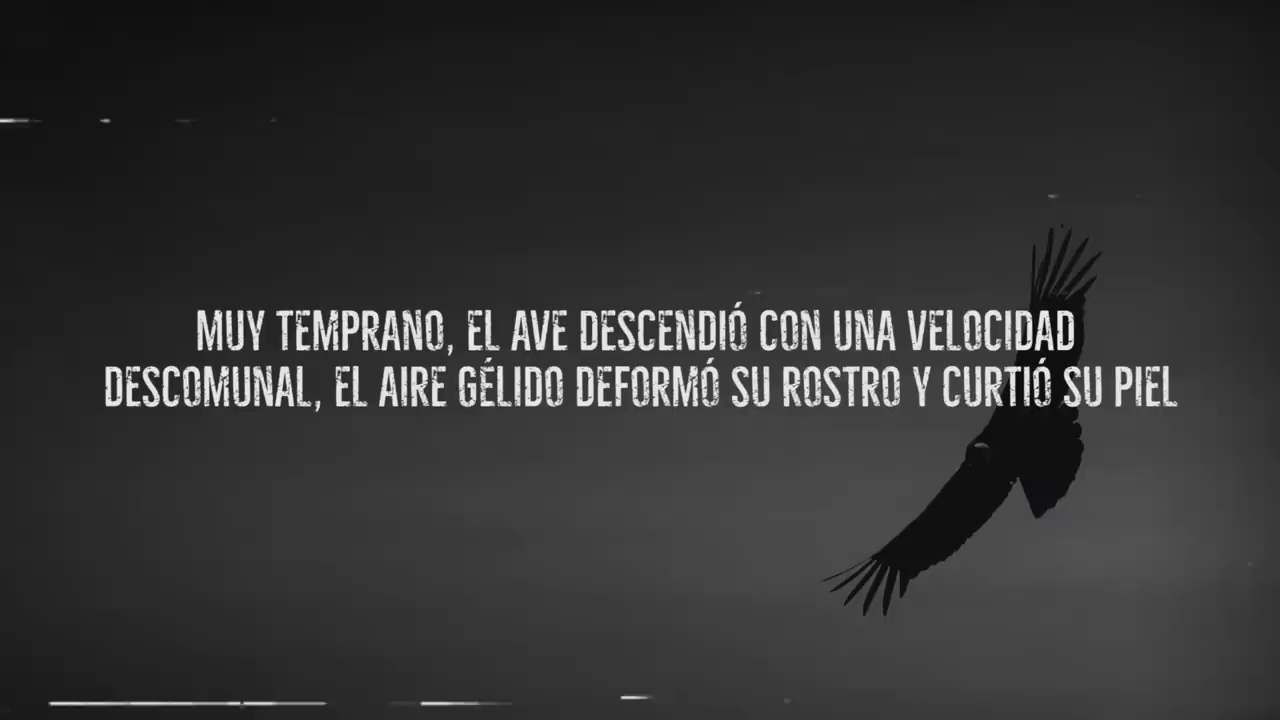 MUY TEMPRANO, EL AVE DESCENDIÓ CON UNA VELOCIDAD
DESCOMUNAL, EL AIRE GÉLIDO DEFORMÓ SU ROSTRO Y CURTIÓ SU PIEL